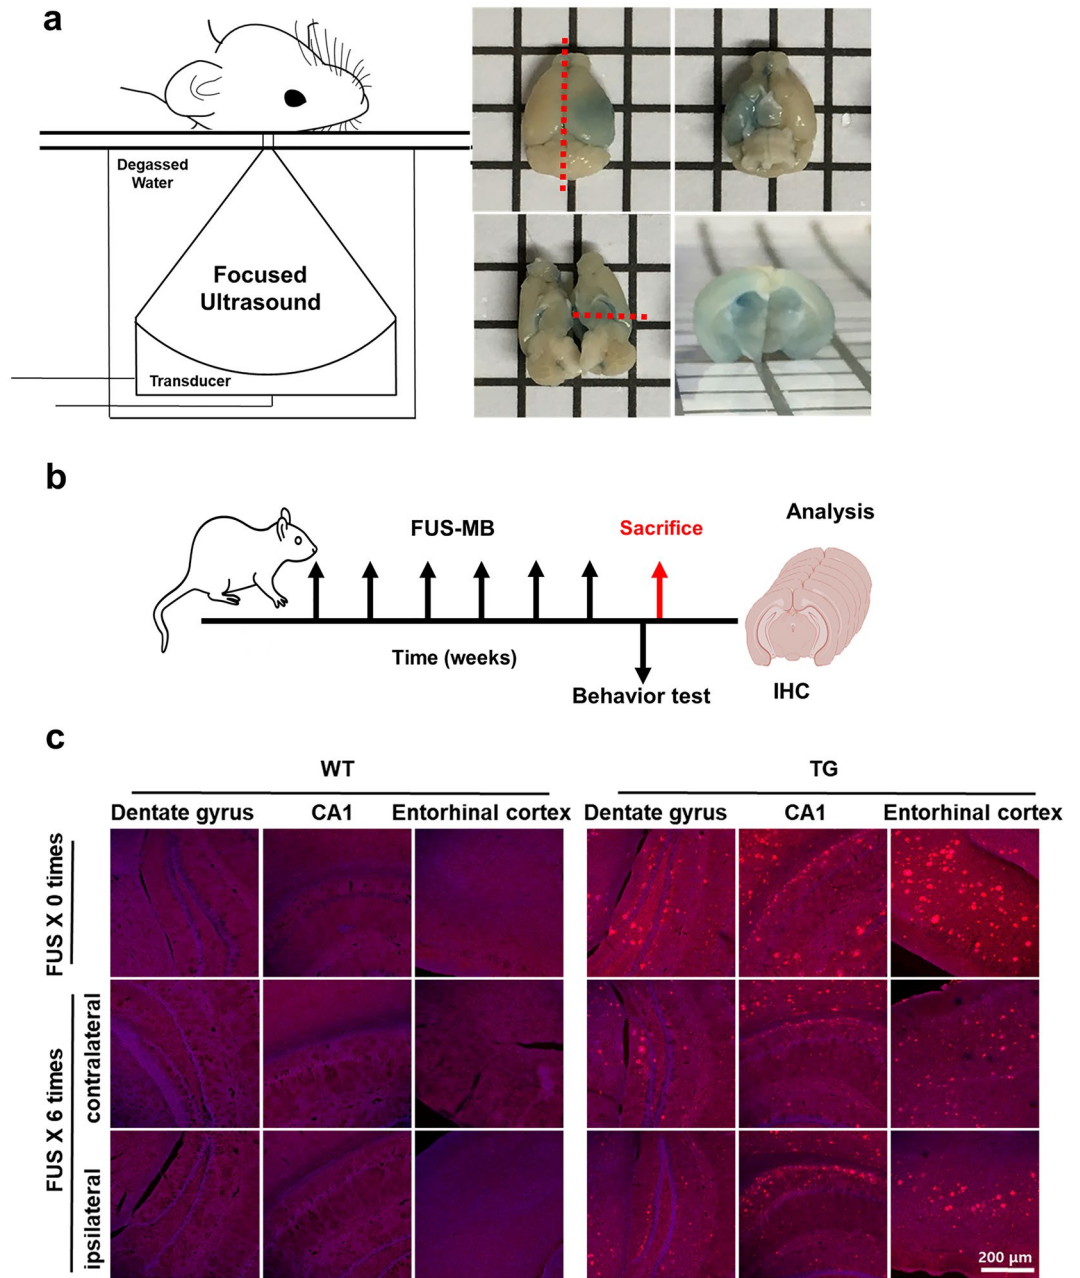 a
Degassed
Water
Focused
Ultrasound
Transducer
b
FUS-MB
Sacrifice
Analysis
Time (weeks)
Behavior test
IHC
c
WT
TG
Dentate gyrus
CA1
Entorhinal cortex
Dentate gyrus
CA1
Entorhinal cortex
FUS X 0 times
FUS X 6 times
contralateral
ipsilateral
200 µm